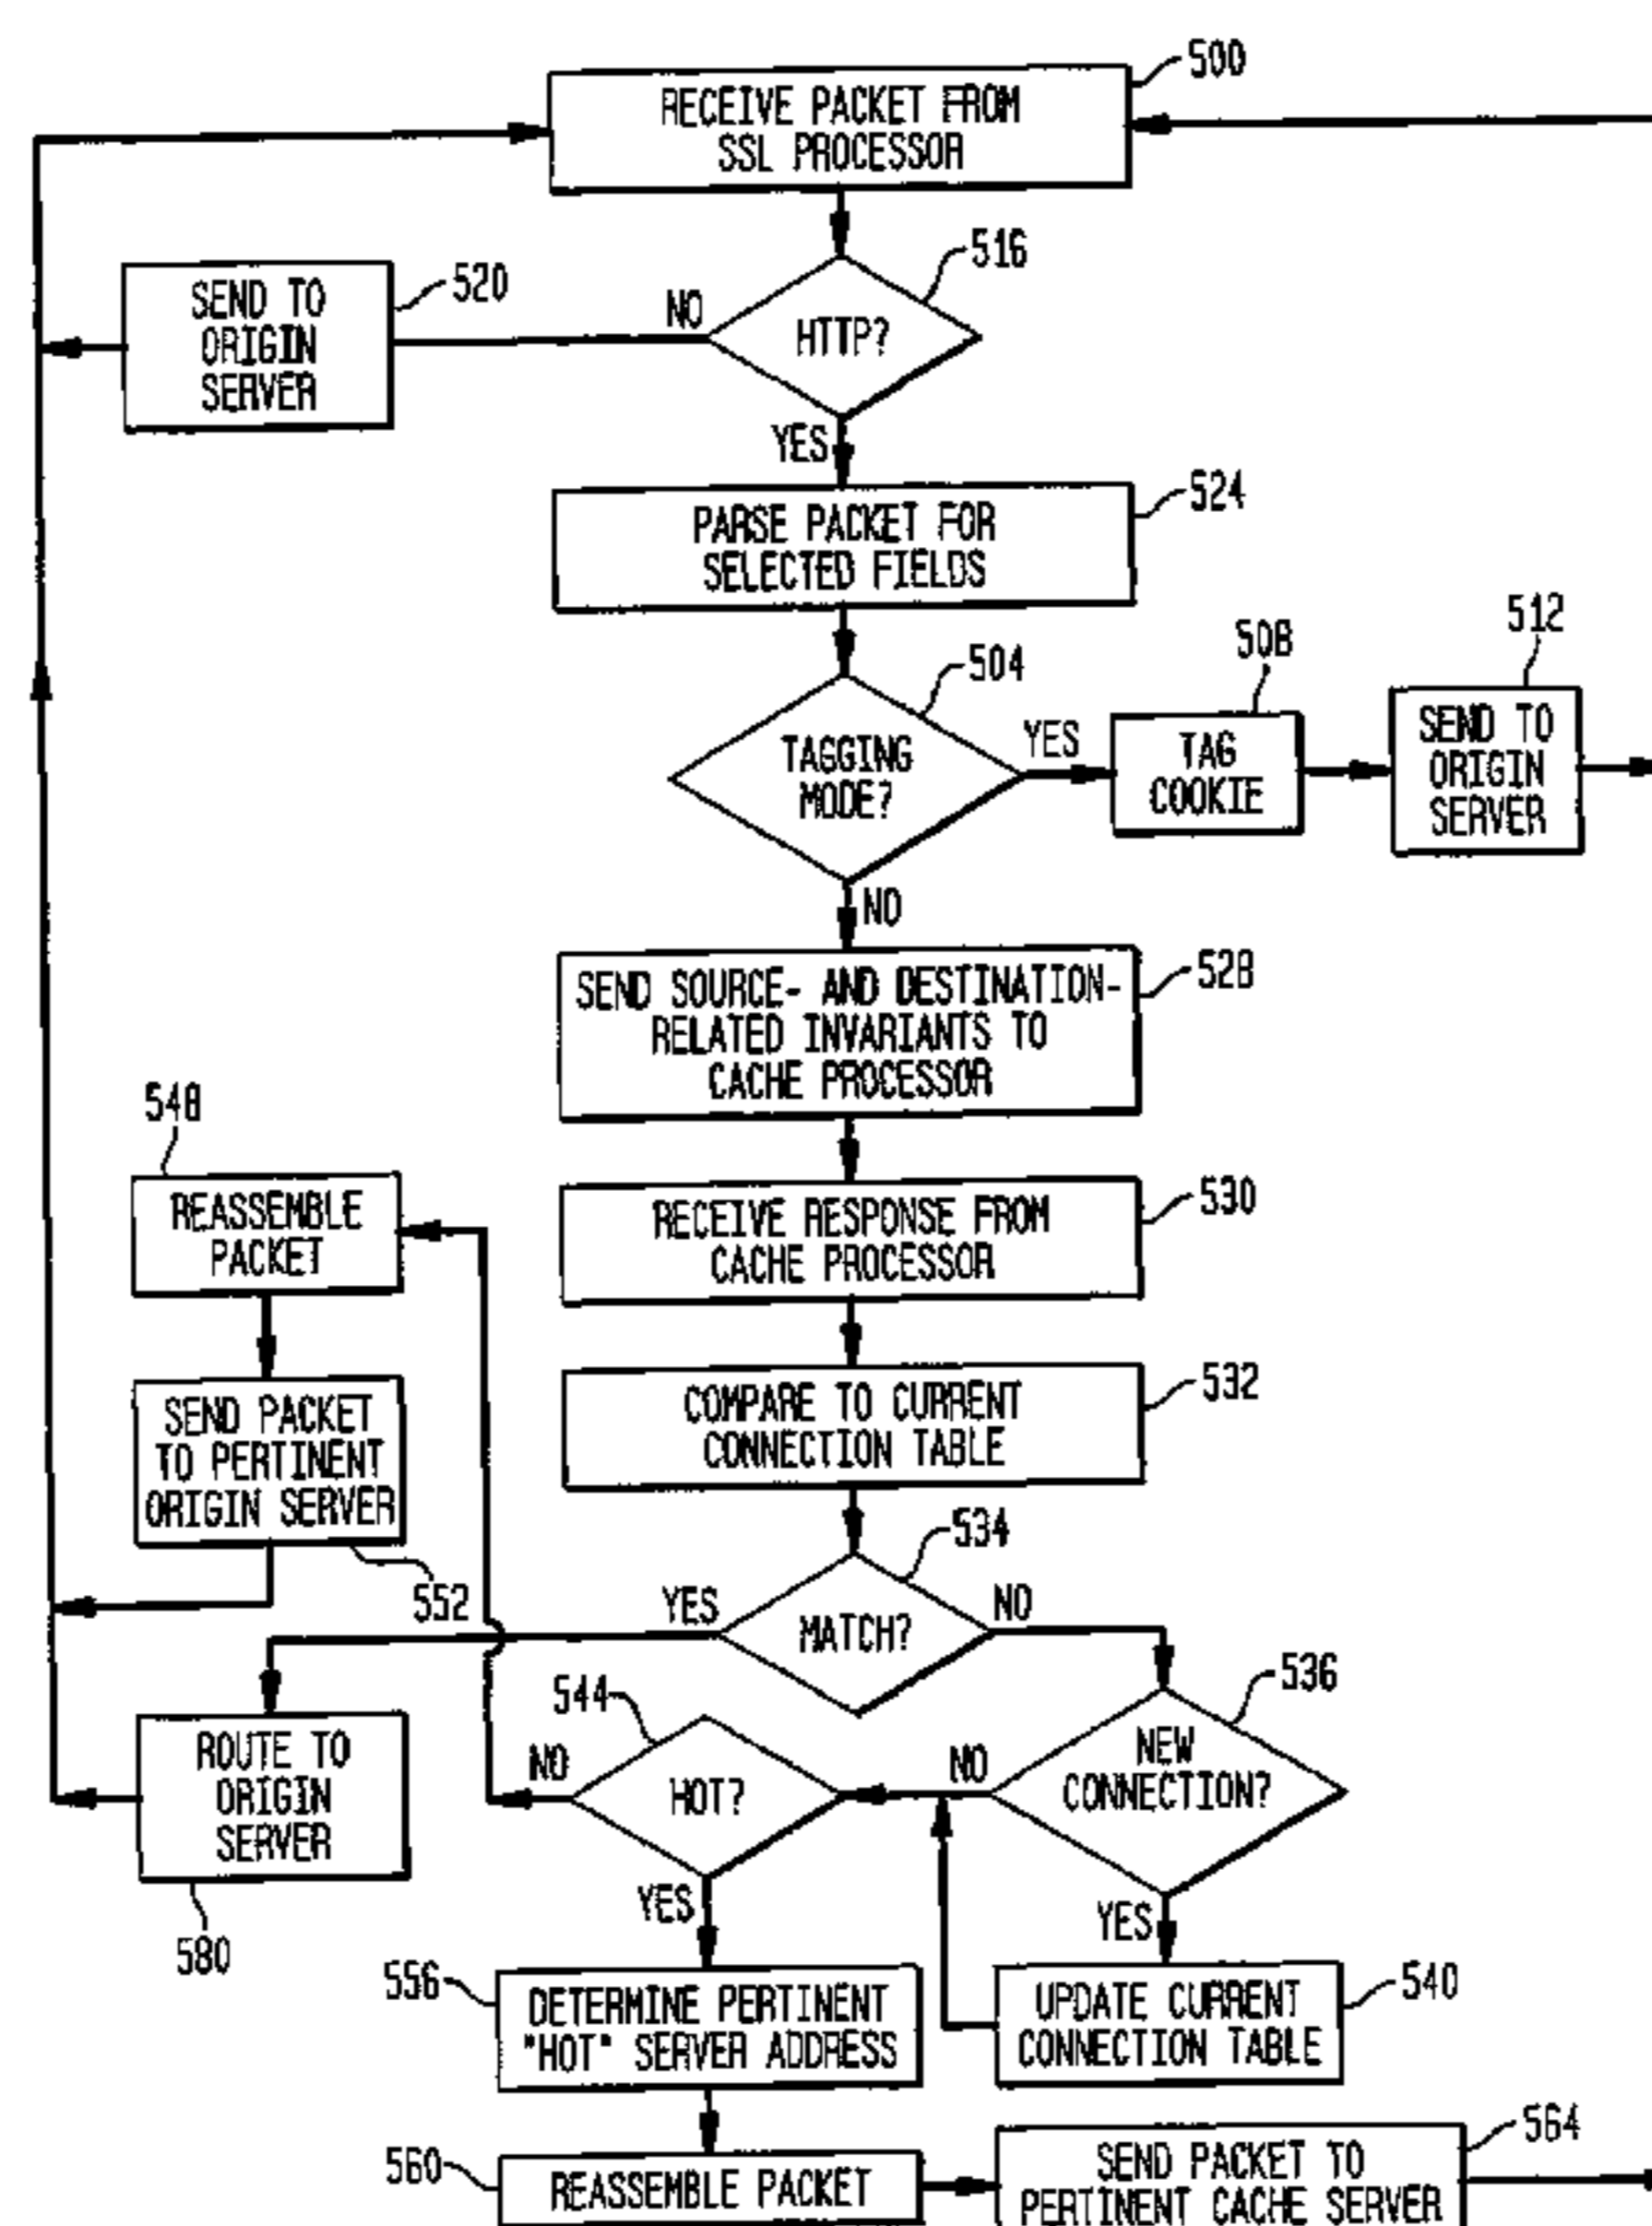 500
RECEIVE PACKET FROM
SSL PROCESSOR
516
HTTP?
NO
520
SEND TO
ORIGIN
SERVER
YES
524
PARSE PACKET FOR
SELECTED FIELDS
504
TAGGING
MODE?
YES
508
TAG
COOKIE
512
SEND TO
ORIGIN
SERVER
NO
528
SEND SOURCE- AND DESTINATION-
RELATED INVARIANTS TO
CACHE PROCESSOR
548
REASSEMBLE
PACKET
530
RECEIVE RESPONSE FROM
CACHE PROCESSOR
532
COMPARE TO CURRENT
CONNECTION TABLE
SEND PACKET
TO PERTINENT
ORIGIN SERVER
552
534
MATCH?
YES
NO
536
NEW
CONNECTION?
544
HOT?
NO
NO
ROUTE TO
ORIGIN
SERVER
580
YES
YES
556
DETERMINE PERTINENT
"HOT" SERVER ADDRESS
540
UPDATE CURRENT
CONNECTION TABLE
560
REASSEMBLE PACKET
564
SEND PACKET TO
PERTINENT CACHE SERVER